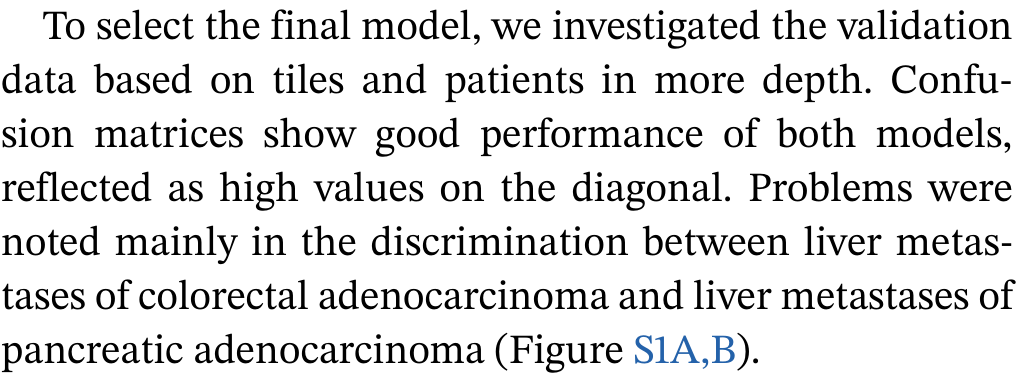 To select the final model, we investigated the validation
data based on tiles and patients in more depth. Confu-
sion matrices show good performance of both models,
reflected as high values on the diagonal. Problems were
noted mainly in the discrimination between liver metas-
tases of colorectal adenocarcinoma and liver metastases of
pancreatic adenocarcinoma (Figure S1A,B).